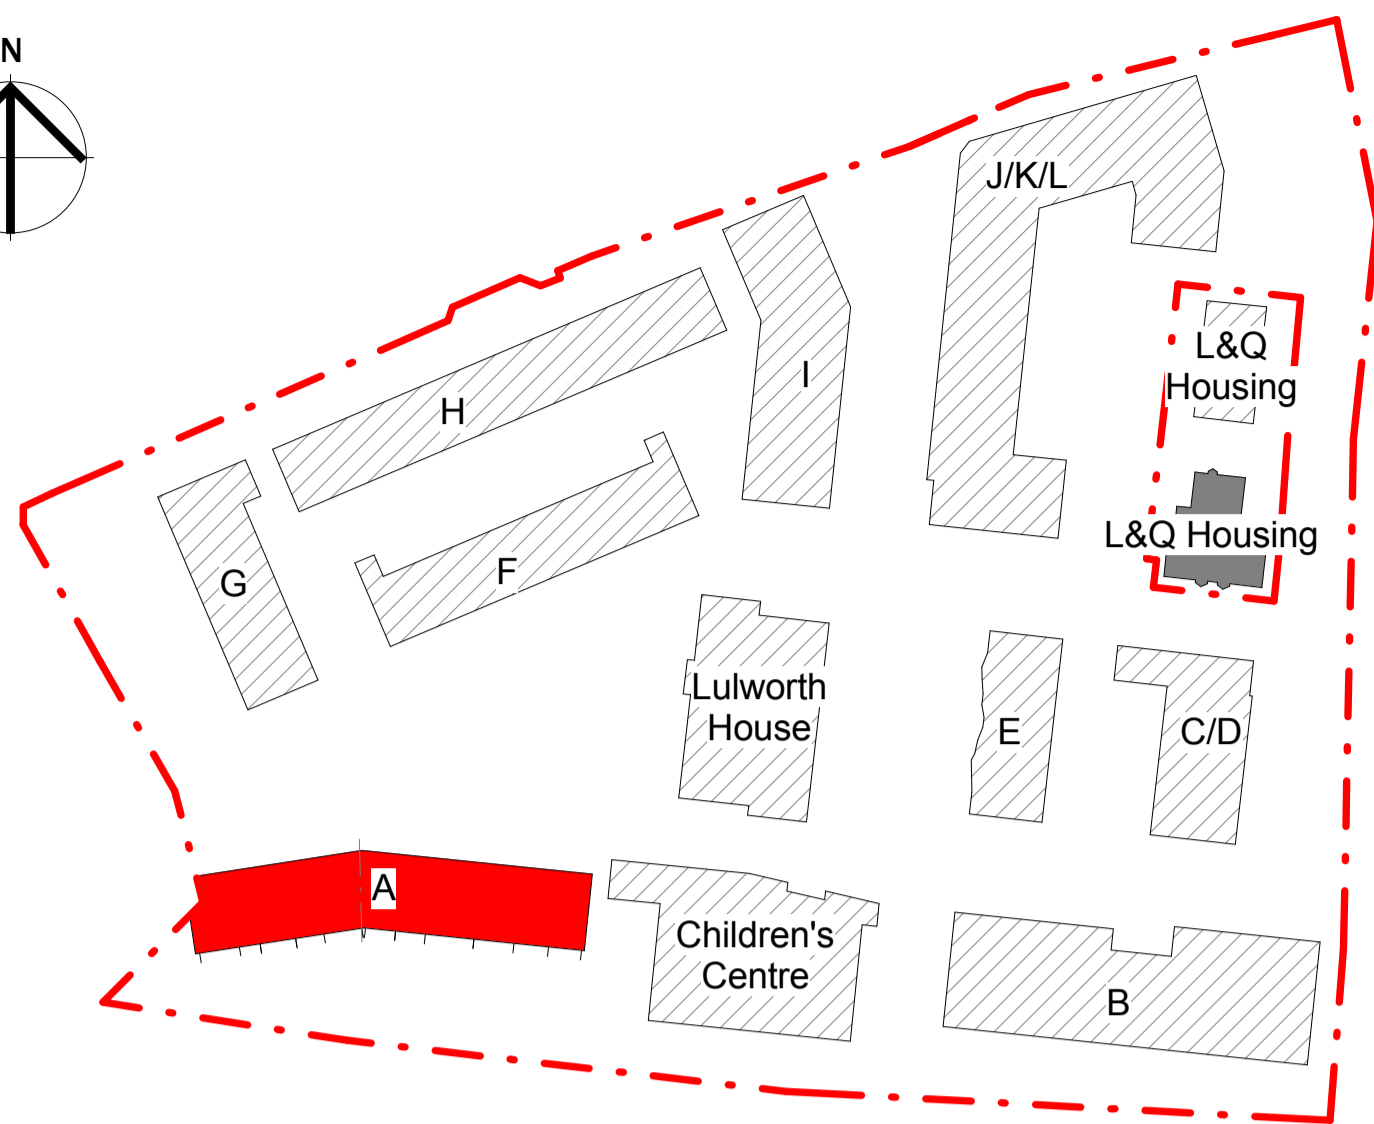 N
J/K/L
L&Q
Housing
I
H
L&Q Housing
F
G
Lulworth
House
E
C/D
A
Children's
Centre
B